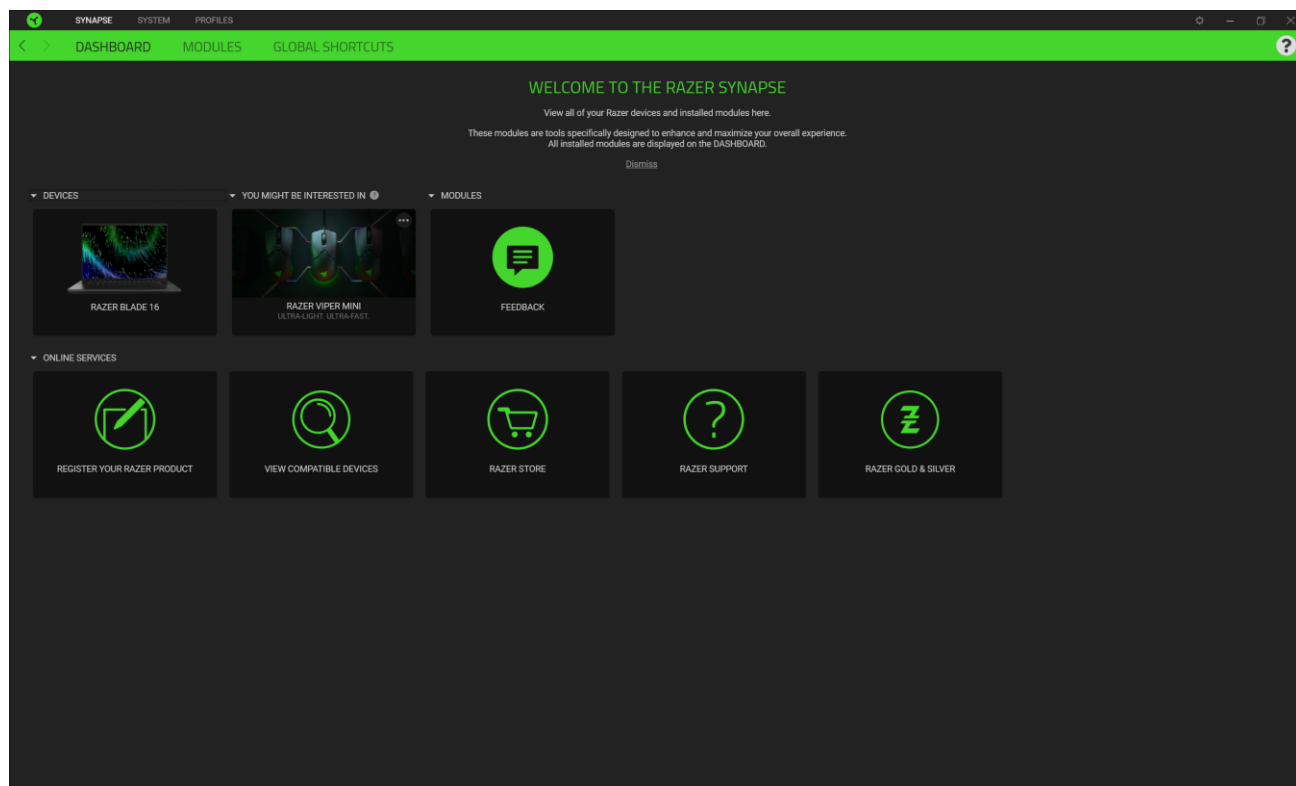 SYNAPSE SYSTEM PROFILES
DASHBOARD MODULES GLOBAL SHORTCUTS ?
WELCOME TO THE RAZER SYNAPSE
View all of your Razer devices and installed modules here.
These modules are tools specifically designed to enhance and maximize your overall experience.
All installed modules are displayed on the DASHBOARD.
Dismiss
DEVICES
YOU MIGHT BE INTERESTED IN ?
MODULES
RAZER BLADE 16
RAZER VIPER MINI
ULTRA-LIGHT. ULTRA-FAST.
FEEDBACK
ONLINE SERVICES
REGISTER YOUR RAZER PRODUCT
VIEW COMPATIBLE DEVICES
RAZER STORE
?
RAZER SUPPORT
RAZER GOLD & SILVER